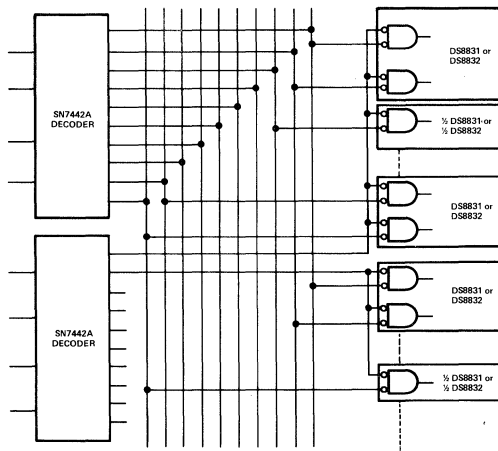 SN7442A
DECODER
SN7442A
DECODER
DS8831 or
DS8832
½ DS8831 or
½ DS8832
DS8831 or
DS8832
DS8831 or
DS8832
½ DS8831 or
½ DS8832